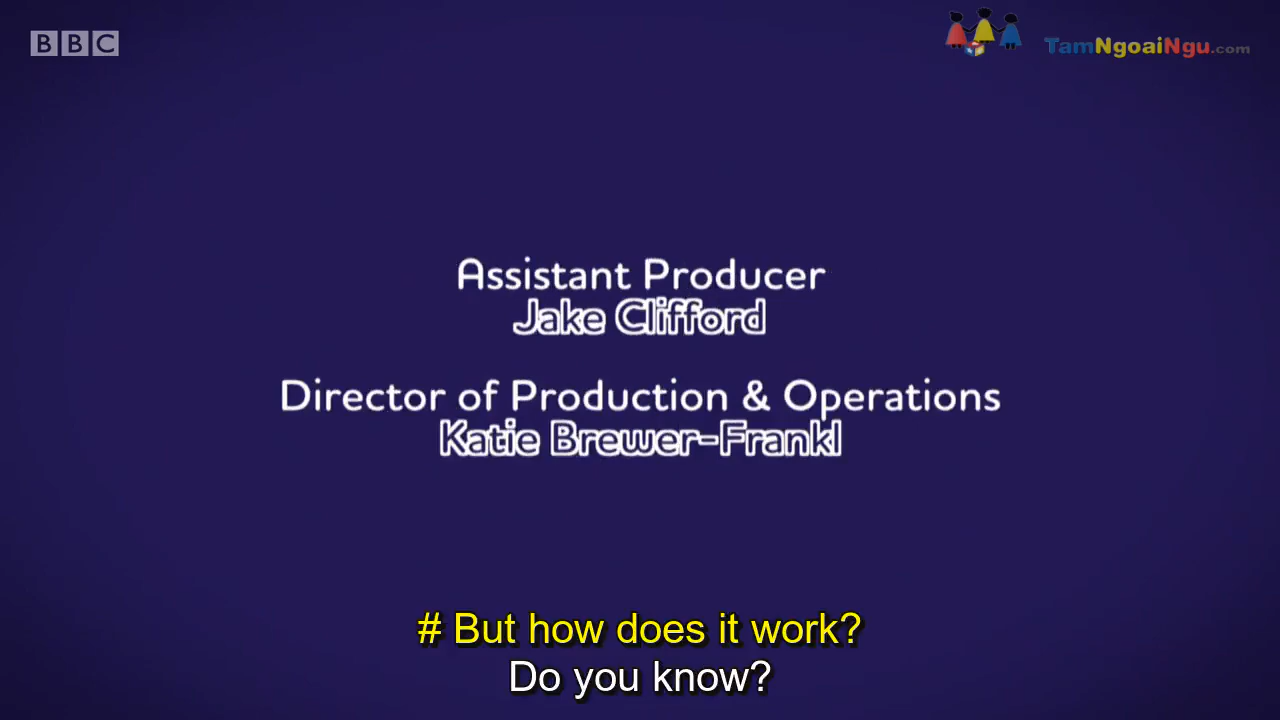 BBC
TamNgoaiNgu.com
Assistant Producer
Jake Clifford
Director of Production & Operations
Katie Brewer-Frankl
# But how does it work?
Do you know?